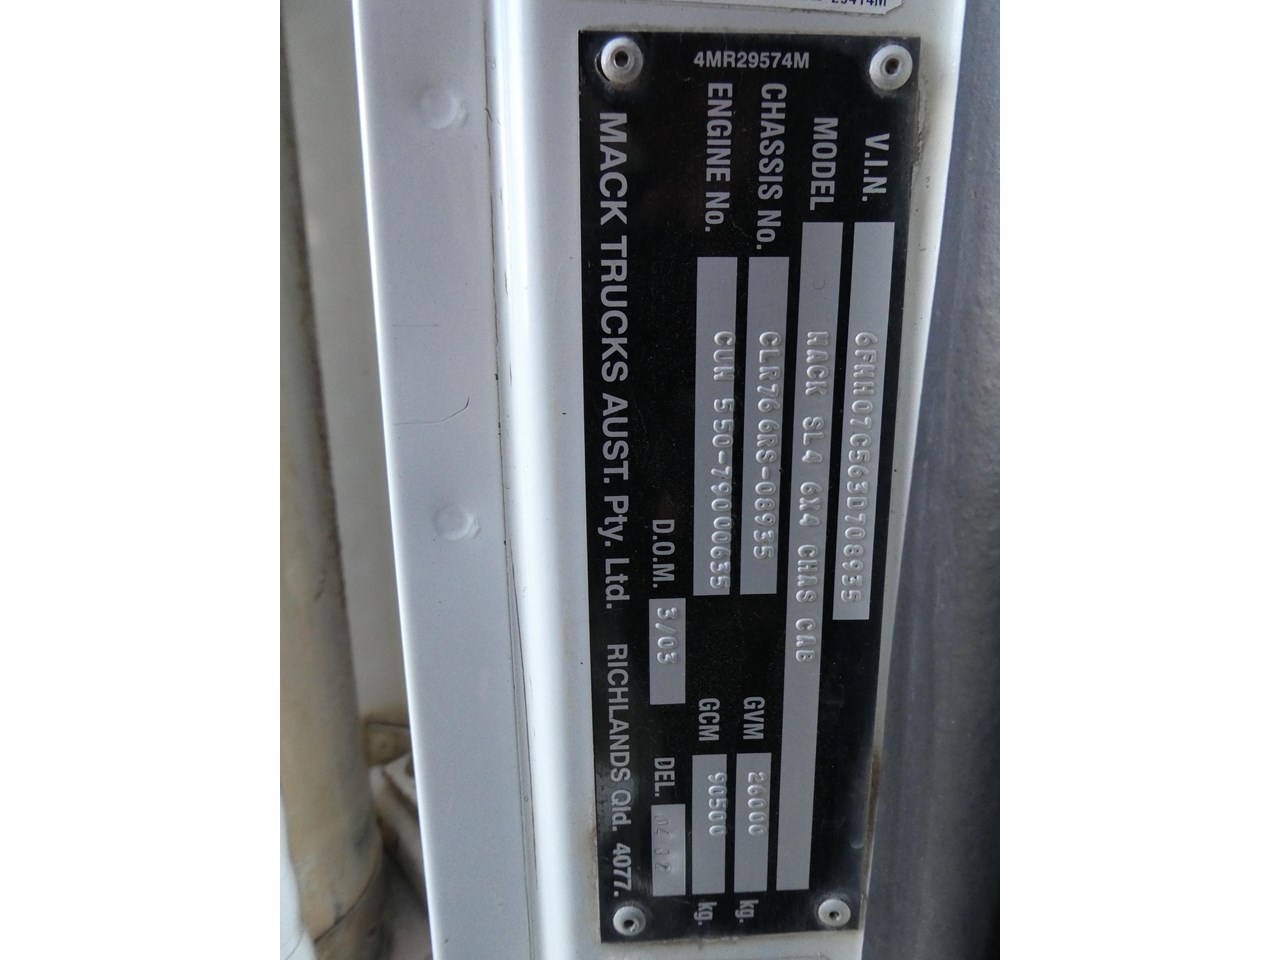 4MR29574M
V.I.N. 6FMH07C563D708935
MODEL MACK SL4 6X4 CHAS CAB
CHASSIS No. CLR766RS-08935
GVM 26000 kg.
ENGINE No. CUM 550-79000635
GCM 90500 kg.
D.O.M. 3/03
DEL.
MACK TRUCKS AUST. Pty. Ltd. RICHLANDS Qld. 4077.